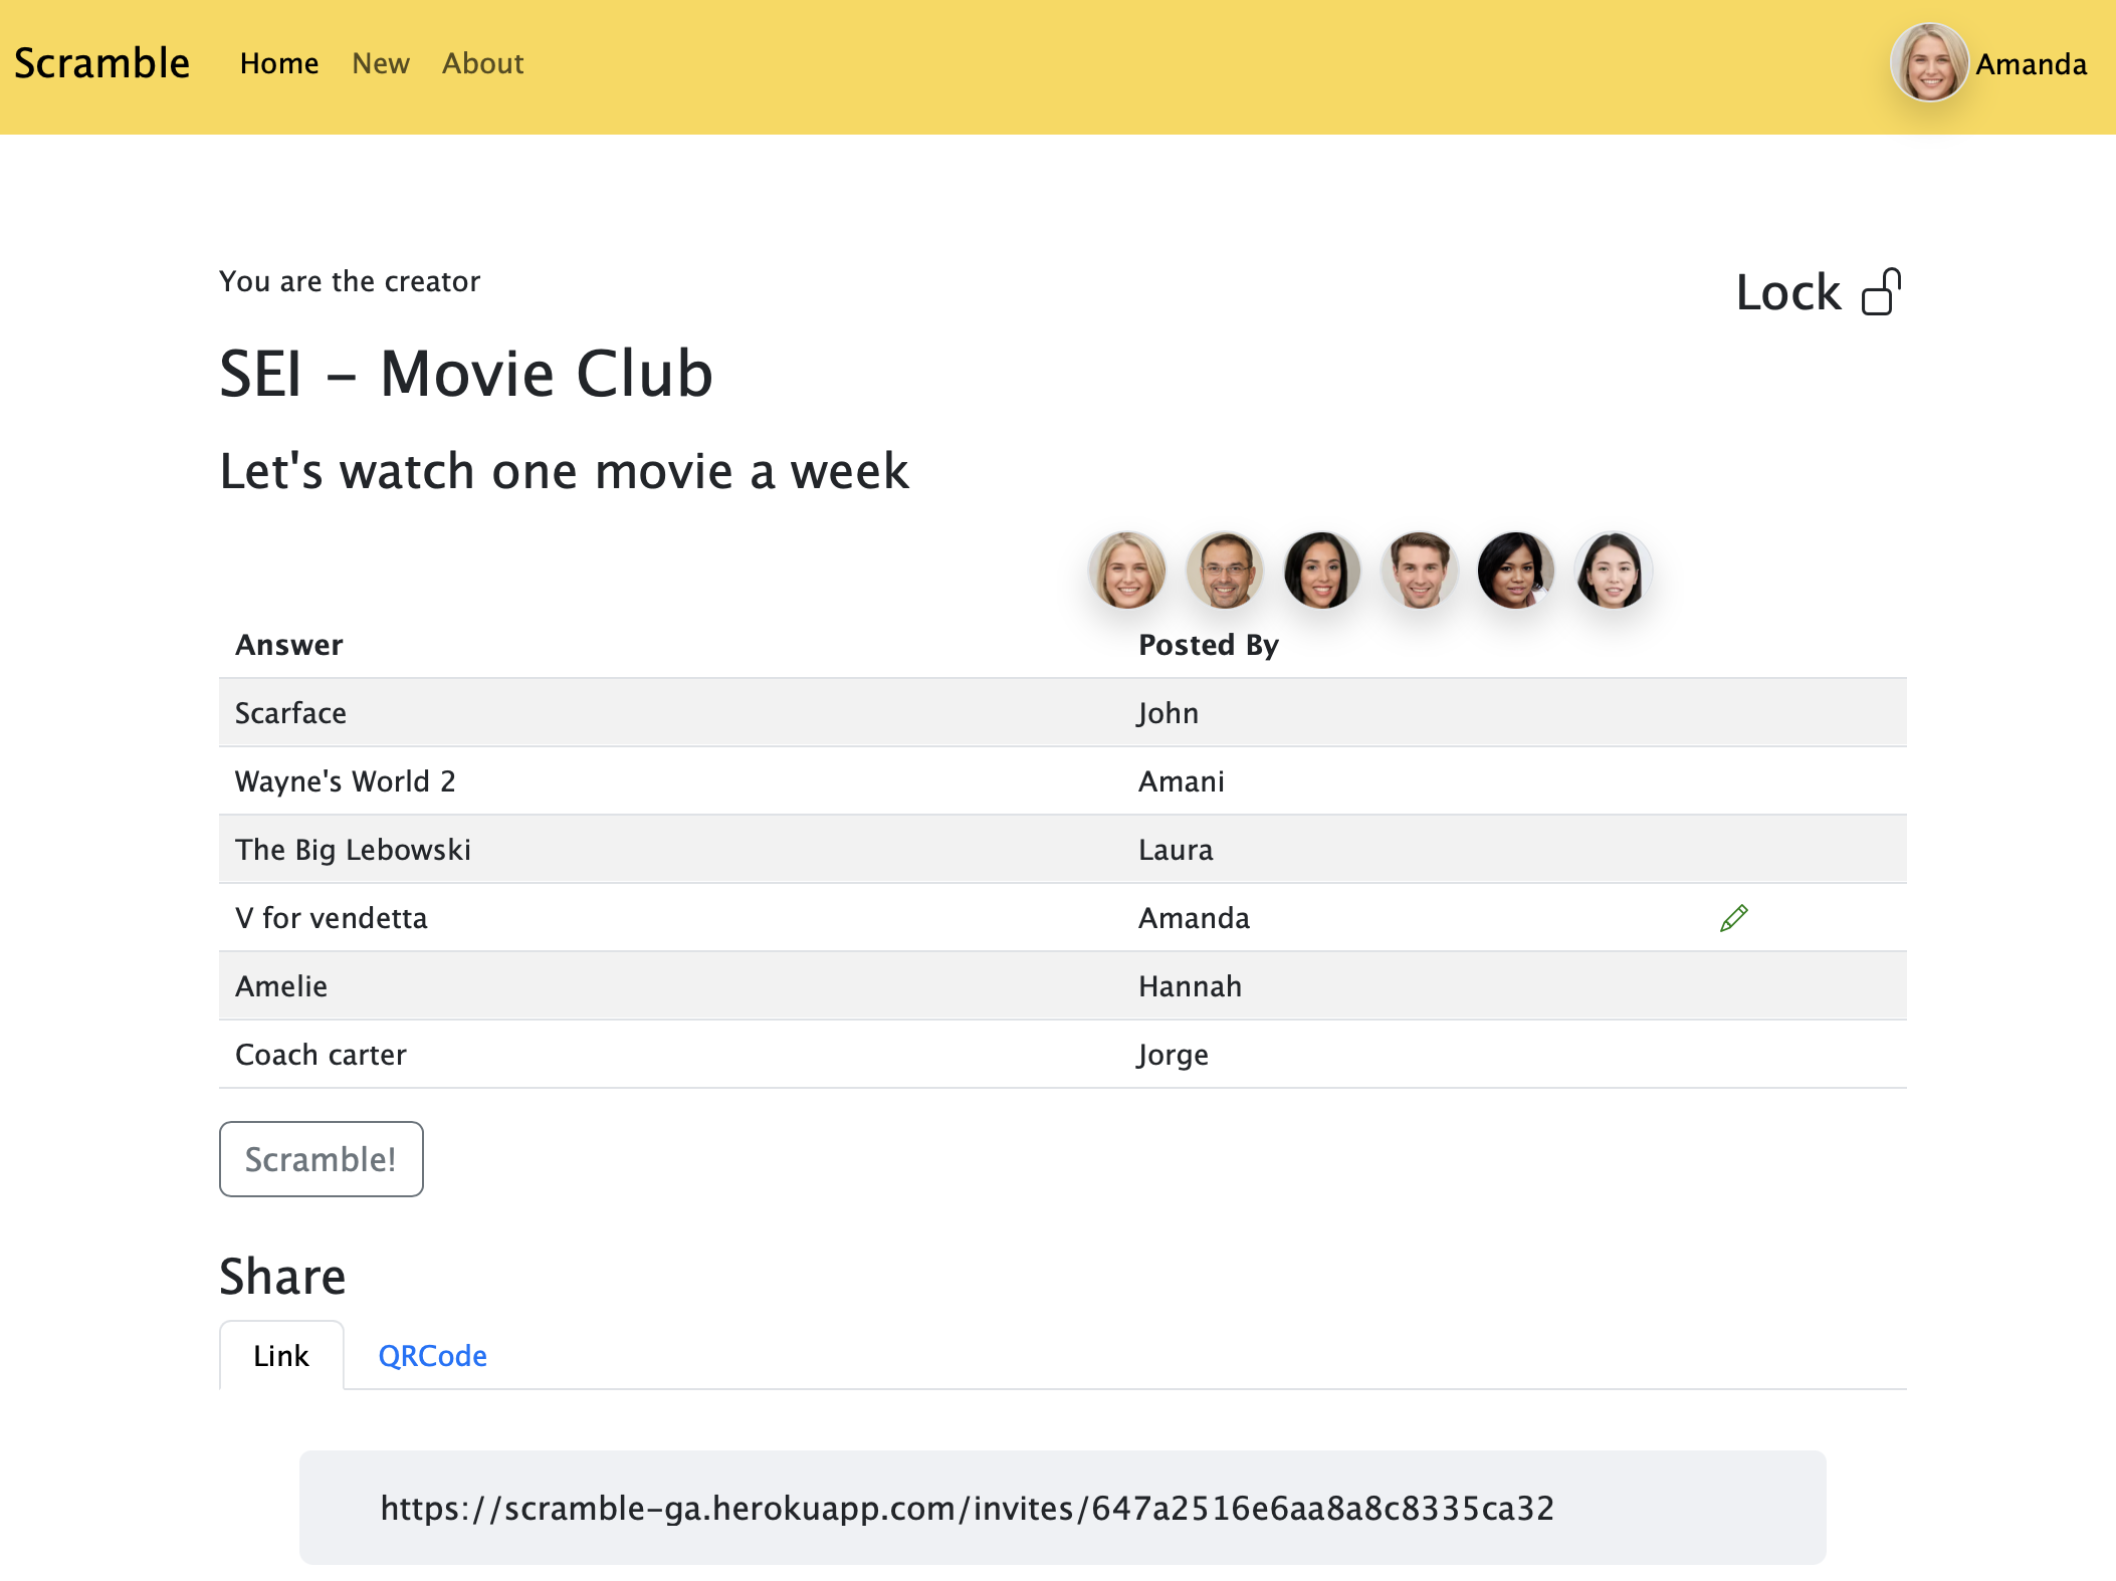 Scramble Home New About Amanda
You are the creator
Lock
SEI - Movie Club
Let's watch one movie a week
Answer Posted By
Scarface John
Wayne's World 2 Amani
The Big Lebowski Laura
V for vendetta Amanda
Amelie Hannah
Coach carter Jorge
Scramble!
Share
Link QRCode
https://scramble-ga.herokuapp.com/invites/647a2516e6aa8a8c8335ca32